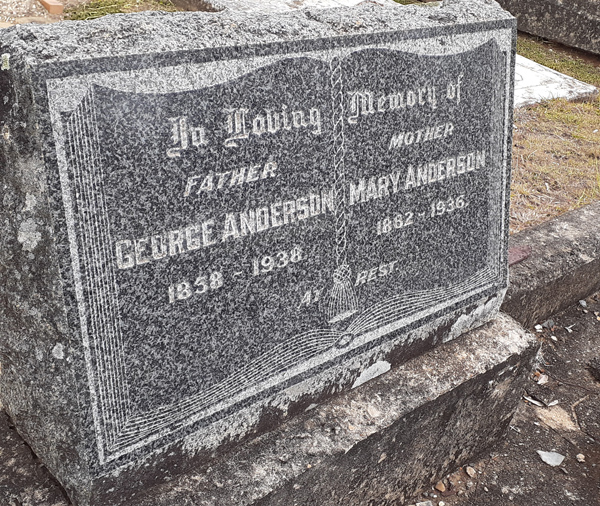 In Loving Memory of
FATHER
GEORGE ANDERSON
1858 - 1938
MOTHER
MARY ANDERSON
1862 - 1936
AT REST